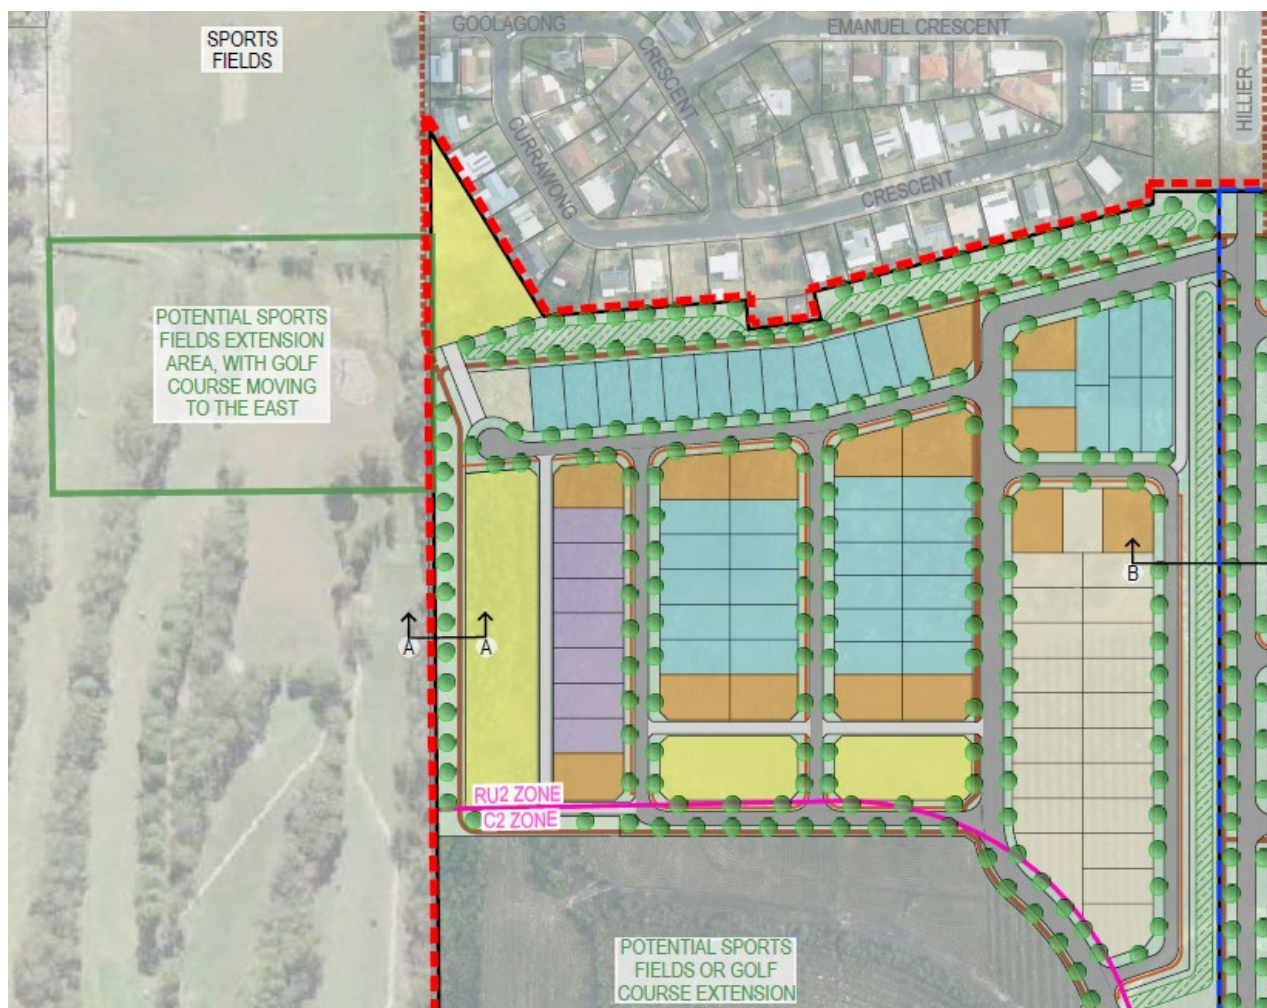 SPORTS
FIELDS
GOOLAGONG
CRESCENT
EMANUEL CRESCENT
HILLIER
CURRAWONG
CRESCENT
POTENTIAL SPORTS
FIELDS EXTENSION
AREA, WITH GOLF
COURSE MOVING
TO THE EAST
B
A
A
RU2 ZONE
C2 ZONE
POTENTIAL SPORTS
FIELDS OR GOLF
COURSE EXTENSION